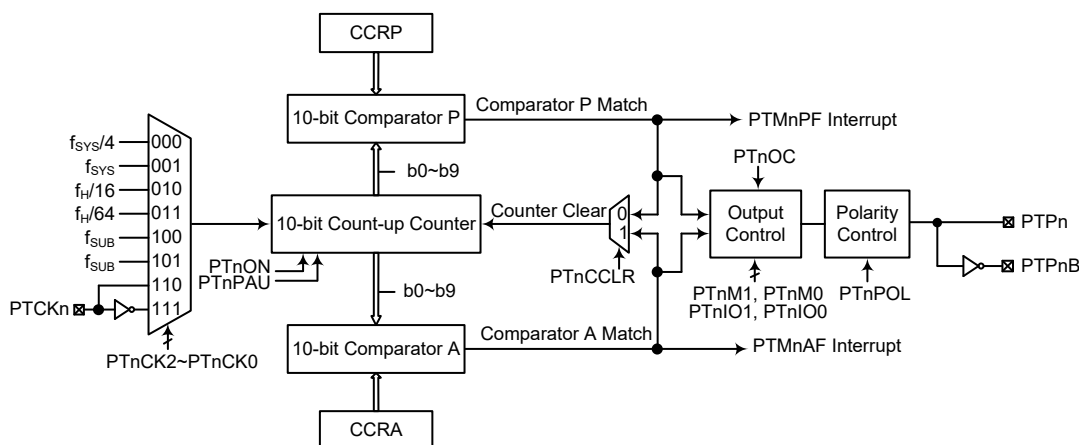 CCRP
10-bit Comparator P
Comparator P Match
PTMnPF Interrupt
b0~b9
fSYS/4
000
fSYS
001
fH/16
010
fH/64
011
fSUB
100
fSUB
101
110
PTCKn
111
PTnCK2~PTnCK0
10-bit Count-up Counter
PTnON
PTnPAU
Counter Clear
0
1
PTnCCLR
PTnOC
Output
Control
PTnM1, PTnM0
PTnIO1, PTnIO0
Polarity
Control
PTnPOL
PTPn
PTPnB
b0~b9
10-bit Comparator A
Comparator A Match
PTMnAF Interrupt
CCRA